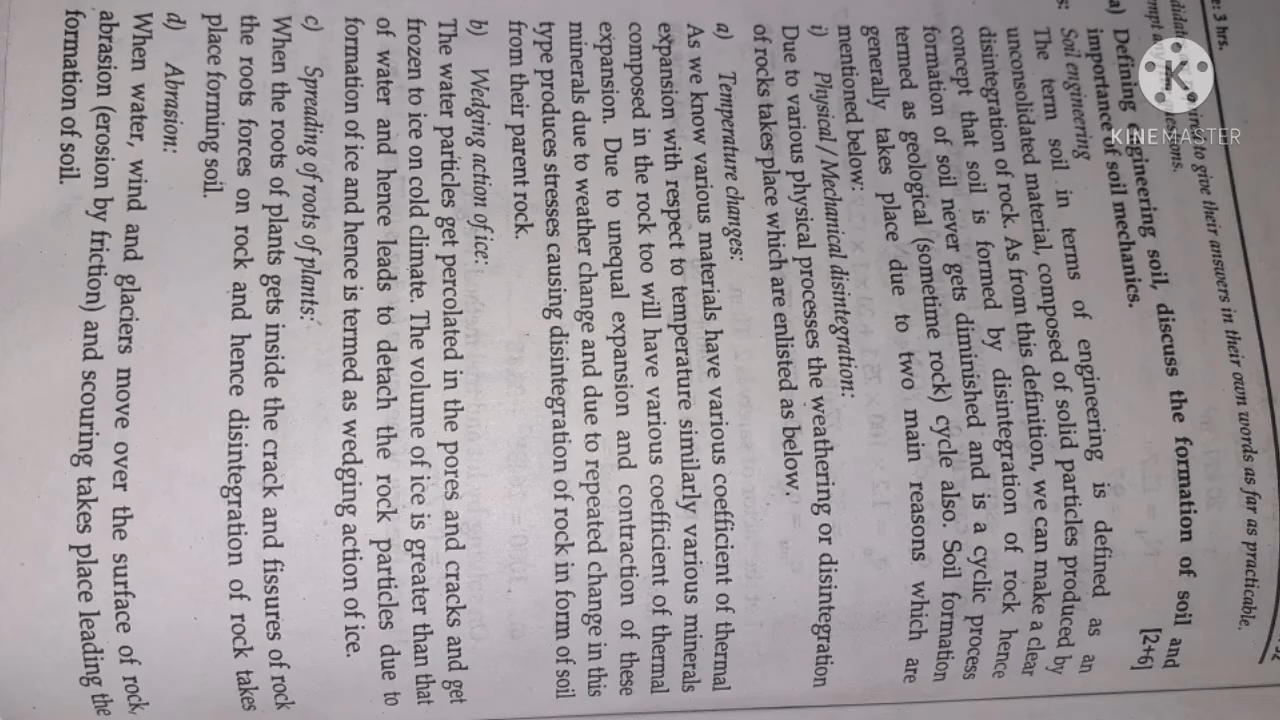 e: 3 hrs.
to give their answers in their own words as far as practicable.
KINEMASTER
a) Defining engineering soil, discuss the formation of soil and
importance of soil mechanics. [2+6]
s: Soil engineering
The term soil in terms of engineering is defined as an
unconsolidated material, composed of solid particles produced by
disintegration of rock. As from this definition, we can make a clear
concept that soil is formed by disintegration of rock hence
formation of soil never gets diminished and is a cyclic process
termed as geological (sometime rock) cycle also. Soil formation
generally takes place due to two main reasons which are
mentioned below:
i) Physical / Mechanical disintegration:
Due to various physical processes the weathering or disintegration
of rocks takes place which are enlisted as below.
a) Temperature changes:
As we know various materials have various coefficient of thermal
expansion with respect to temperature similarly various minerals
composed in the rock too will have various coefficient of thermal
expansion. Due to unequal expansion and contraction of these
minerals due to weather change and due to repeated change in this
type produces stresses causing disintegration of rock in form of soil
from their parent rock.
b) Wedging action of ice:
The water particles get percolated in the pores and cracks and get
frozen to ice on cold climate. The volume of ice is greater than that
of water and hence leads to detach the rock particles due to
formation of ice and hence is termed as wedging action of ice.
c) Spreading of roots of plants:
When the roots of plants gets inside the crack and fissures of rock
the roots forces on rock and hence disintegration of rock takes
place forming soil.
d) Abrasion:
When water, wind and glaciers move over the surface of rock,
abrasion (erosion by friction) and scouring takes place leading the
formation of soil.